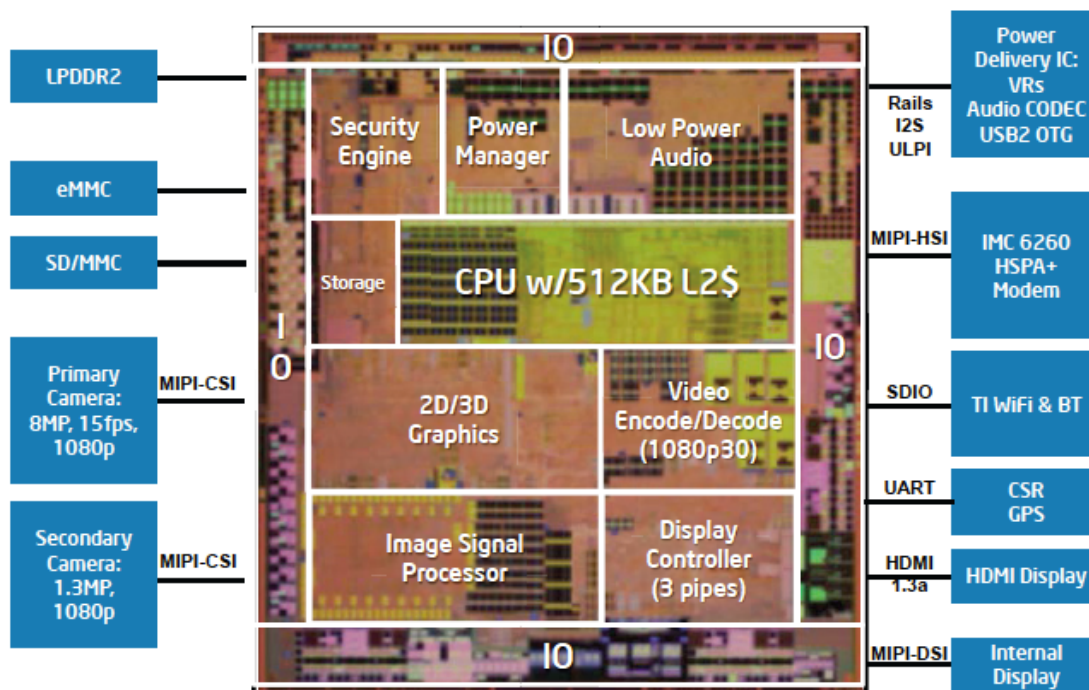 LPDDR2
eMMC
SD/MMC
Primary
Camera:
8MP, 15fps,
1080p
MIPI-CSI
Secondary
Camera:
1.3MP,
1080p
MIPI-CSI
IO
I
O
Security
Engine
Power
Manager
Low Power
Audio
Storage
CPU w/512KB L2$
2D/3D
Graphics
Video
Encode/Decode
(1080p30)
Image Signal
Processor
Display
Controller
(3 pipes)
IO
IO
Rails
I2S
ULPI
Power
Delivery IC:
VRs
Audio CODEC
USB2 OTG
MIPI-HSI
IMC 6260
HSPA+
Modem
SDIO
TI WiFi & BT
UART
CSR
GPS
HDMI
1.3a
HDMI Display
MIPI-DSI
Internal
Display